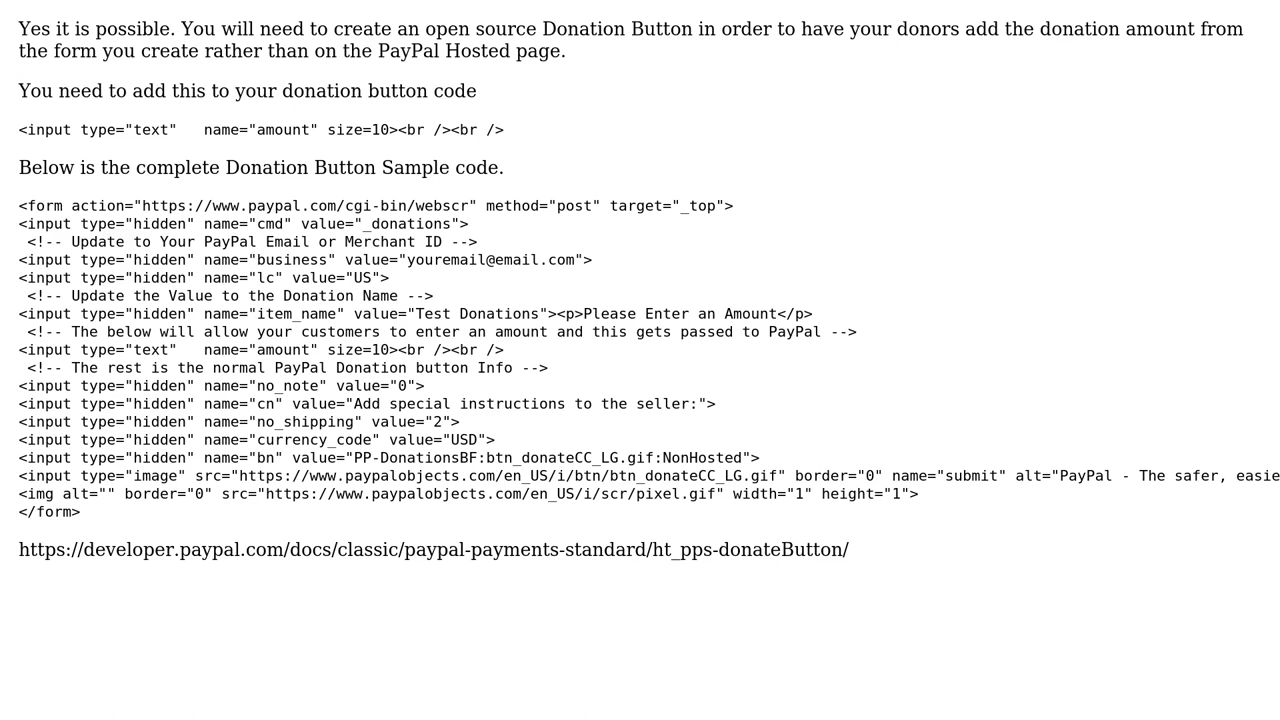 Yes it is possible. You will need to create an open source Donation Button in order to have your donors add the donation amount from
the form you create rather than on the PayPal Hosted page.
You need to add this to your donation button code
<input type="text"   name="amount" size=10><br /><br />
Below is the complete Donation Button Sample code.
<form action="https://www.paypal.com/cgi-bin/webscr" method="post" target="_top">
<input type="hidden" name="cmd" value="_donations">
 <!-- Update to Your PayPal Email or Merchant ID -->
<input type="hidden" name="business" value="youremail@email.com">
<input type="hidden" name="lc" value="US">
 <!-- Update the Value to the Donation Name -->
<input type="hidden" name="item_name" value="Test Donations"><p>Please Enter an Amount</p>
 <!-- The below will allow your customers to enter an amount and this gets passed to PayPal -->
<input type="text"   name="amount" size=10><br /><br />
 <!-- The rest is the normal PayPal Donation button Info -->
<input type="hidden" name="no_note" value="0">
<input type="hidden" name="cn" value="Add special instructions to the seller:">
<input type="hidden" name="no_shipping" value="2">
<input type="hidden" name="currency_code" value="USD">
<input type="hidden" name="bn" value="PP-DonationsBF:btn_donateCC_LG.gif:NonHosted">
<input type="image" src="https://www.paypalobjects.com/en_US/i/btn/btn_donateCC_LG.gif" border="0" name="submit" alt="PayPal - The safer, easie
<img alt="" border="0" src="https://www.paypalobjects.com/en_US/i/scr/pixel.gif" width="1" height="1">
</form>
https://developer.paypal.com/docs/classic/paypal-payments-standard/ht_pps-donateButton/